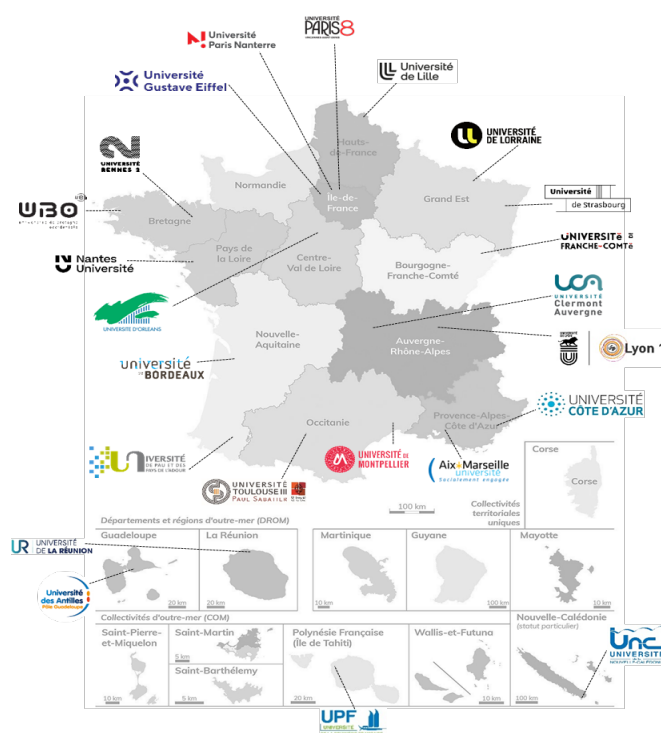 UNIVERSITÉ
PARIS8
Université
Paris Nanterre
Université
Gustave Eiffel
Université
de Lille
UNIVERSITÉ
DE LORRAINE
UNIVERSITÉ
RENNES 2
Hauts-
de-France
Normandie
Île-de-
France
Grand Est
Université
de Strasbourg
UBO
Bretagne
Pays de
la Loire
Centre-
Val de Loire
Bourgogne-
Franche-Comté
UNIVERSITÉ DE
FRANCHE-COMTÉ
Nantes
Université
UCA
UNIVERSITÉ
Clermont
Auvergne
UNIVERSITE D'ORLEANS
Nouvelle-
Aquitaine
Auvergne-
Rhône-Alpes
Lyon 1
université
de BORDEAUX
UNIVERSITÉ
CÔTE D'AZUR
Occitanie
Provence-Alpes-
Côte d'Azur
UNIVERSITÉ
DE PAU ET DES
PAYS DE L'ADOUR
UNIVERSITÉ
TOULOUSE III
PAUL SABATIER
UNIVERSITÉ DE
MONTPELLIER
Aix Marseille
université
Socialement engagée
Corse
Corse
100 km
Collectivités
territoriales
uniques
Départements et régions d'outre-mer (DROM)
UR UNIVERSITÉ
DE LA RÉUNION
Guadeloupe
La Réunion
Martinique
Guyane
Mayotte
Université
des Antilles
Pôle Guadeloupe
20 km
20 km
10 km
100 km
10 km
Collectivités d'outre-mer (COM)
Saint-Pierre-
et-Miquelon
Saint-Martin
5 km
Saint-Barthélemy
Polynésie Française
(Île de Tahiti)
Wallis-et-Futuna
Nouvelle-Calédonie
(statut particulier)
unc
UNIVERSITÉ
NOUVELLE-CALÉDONIE
10 km
5 km
20 km
10 km
100 km
UPF
UNIVERSITÉ